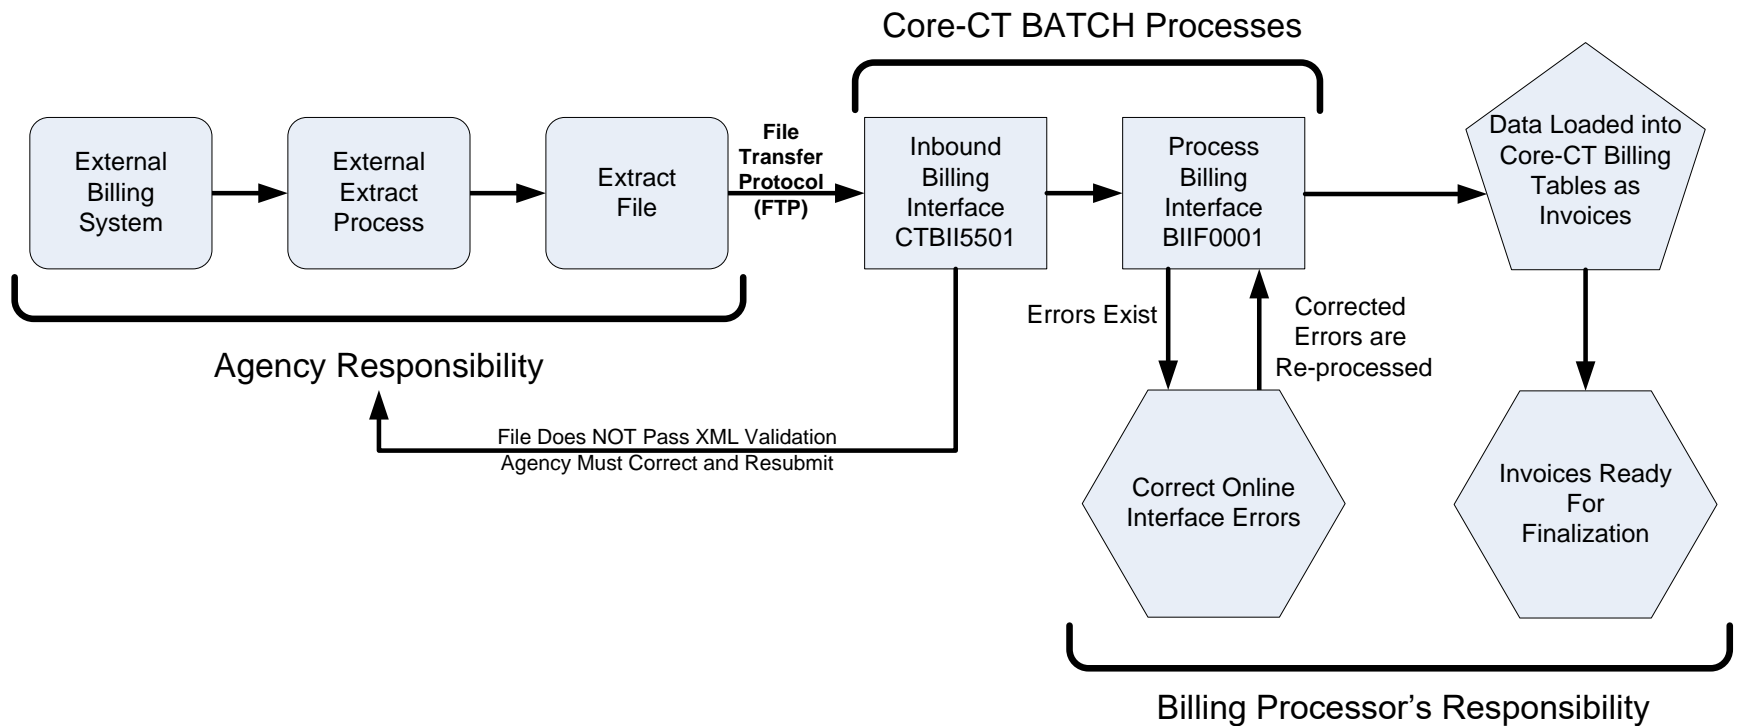 Core-CT BATCH Processes
External
Billing
System
External
Extract
Process
Extract
File
File
Transfer
Protocol
(FTP)
Inbound
Billing
Interface
CTBII5501
Process
Billing
Interface
BIIF0001
Data Loaded into
Core-CT Billing
Tables as
Invoices
Errors Exist
Corrected
Errors are
Re-processed
Agency Responsibility
File Does NOT Pass XML Validation
Agency Must Correct and Resubmit
Correct Online
Interface Errors
Invoices Ready
For
Finalization
Billing Processor's Responsibility